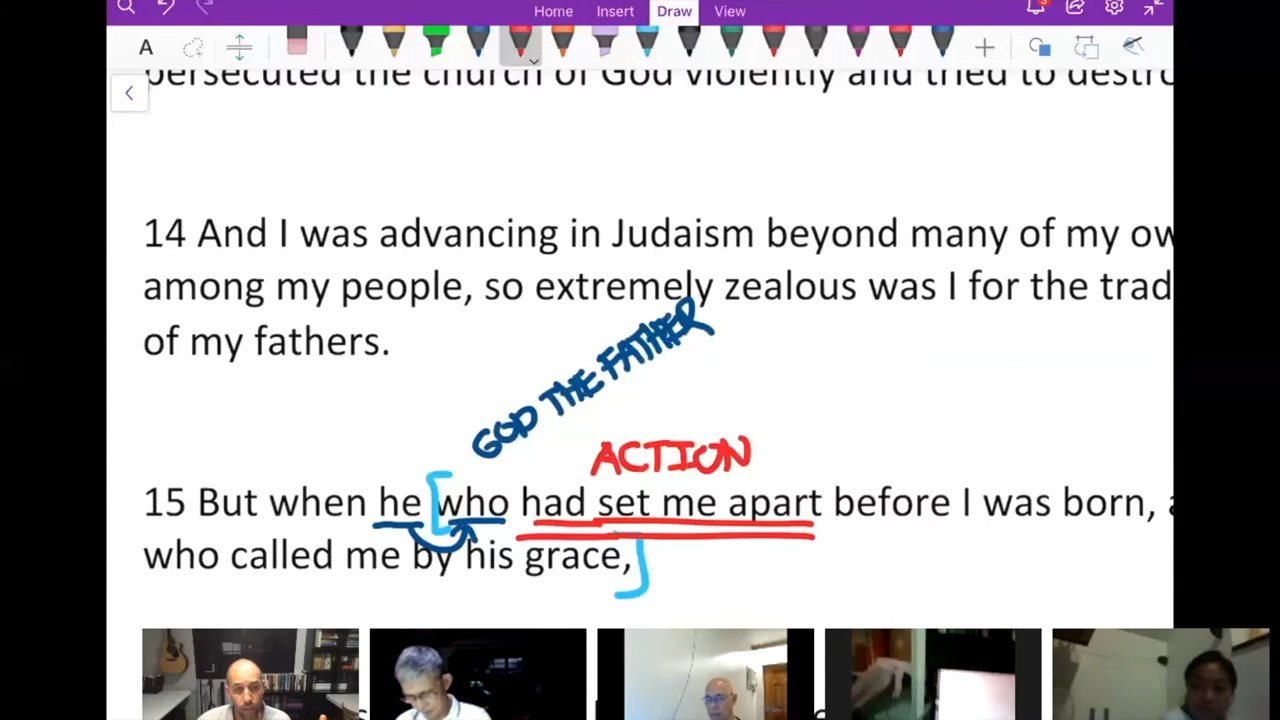 Home Insert Draw View
A
persecuted the church of God violently and tried to destro
14 And I was advancing in Judaism beyond many of my ow
among my people, so extremely zealous was I for the trad
of my fathers.
GOD THE FATHER
ACTION
15 But when he [who had set me apart before I was born, a
who called me by his grace,]